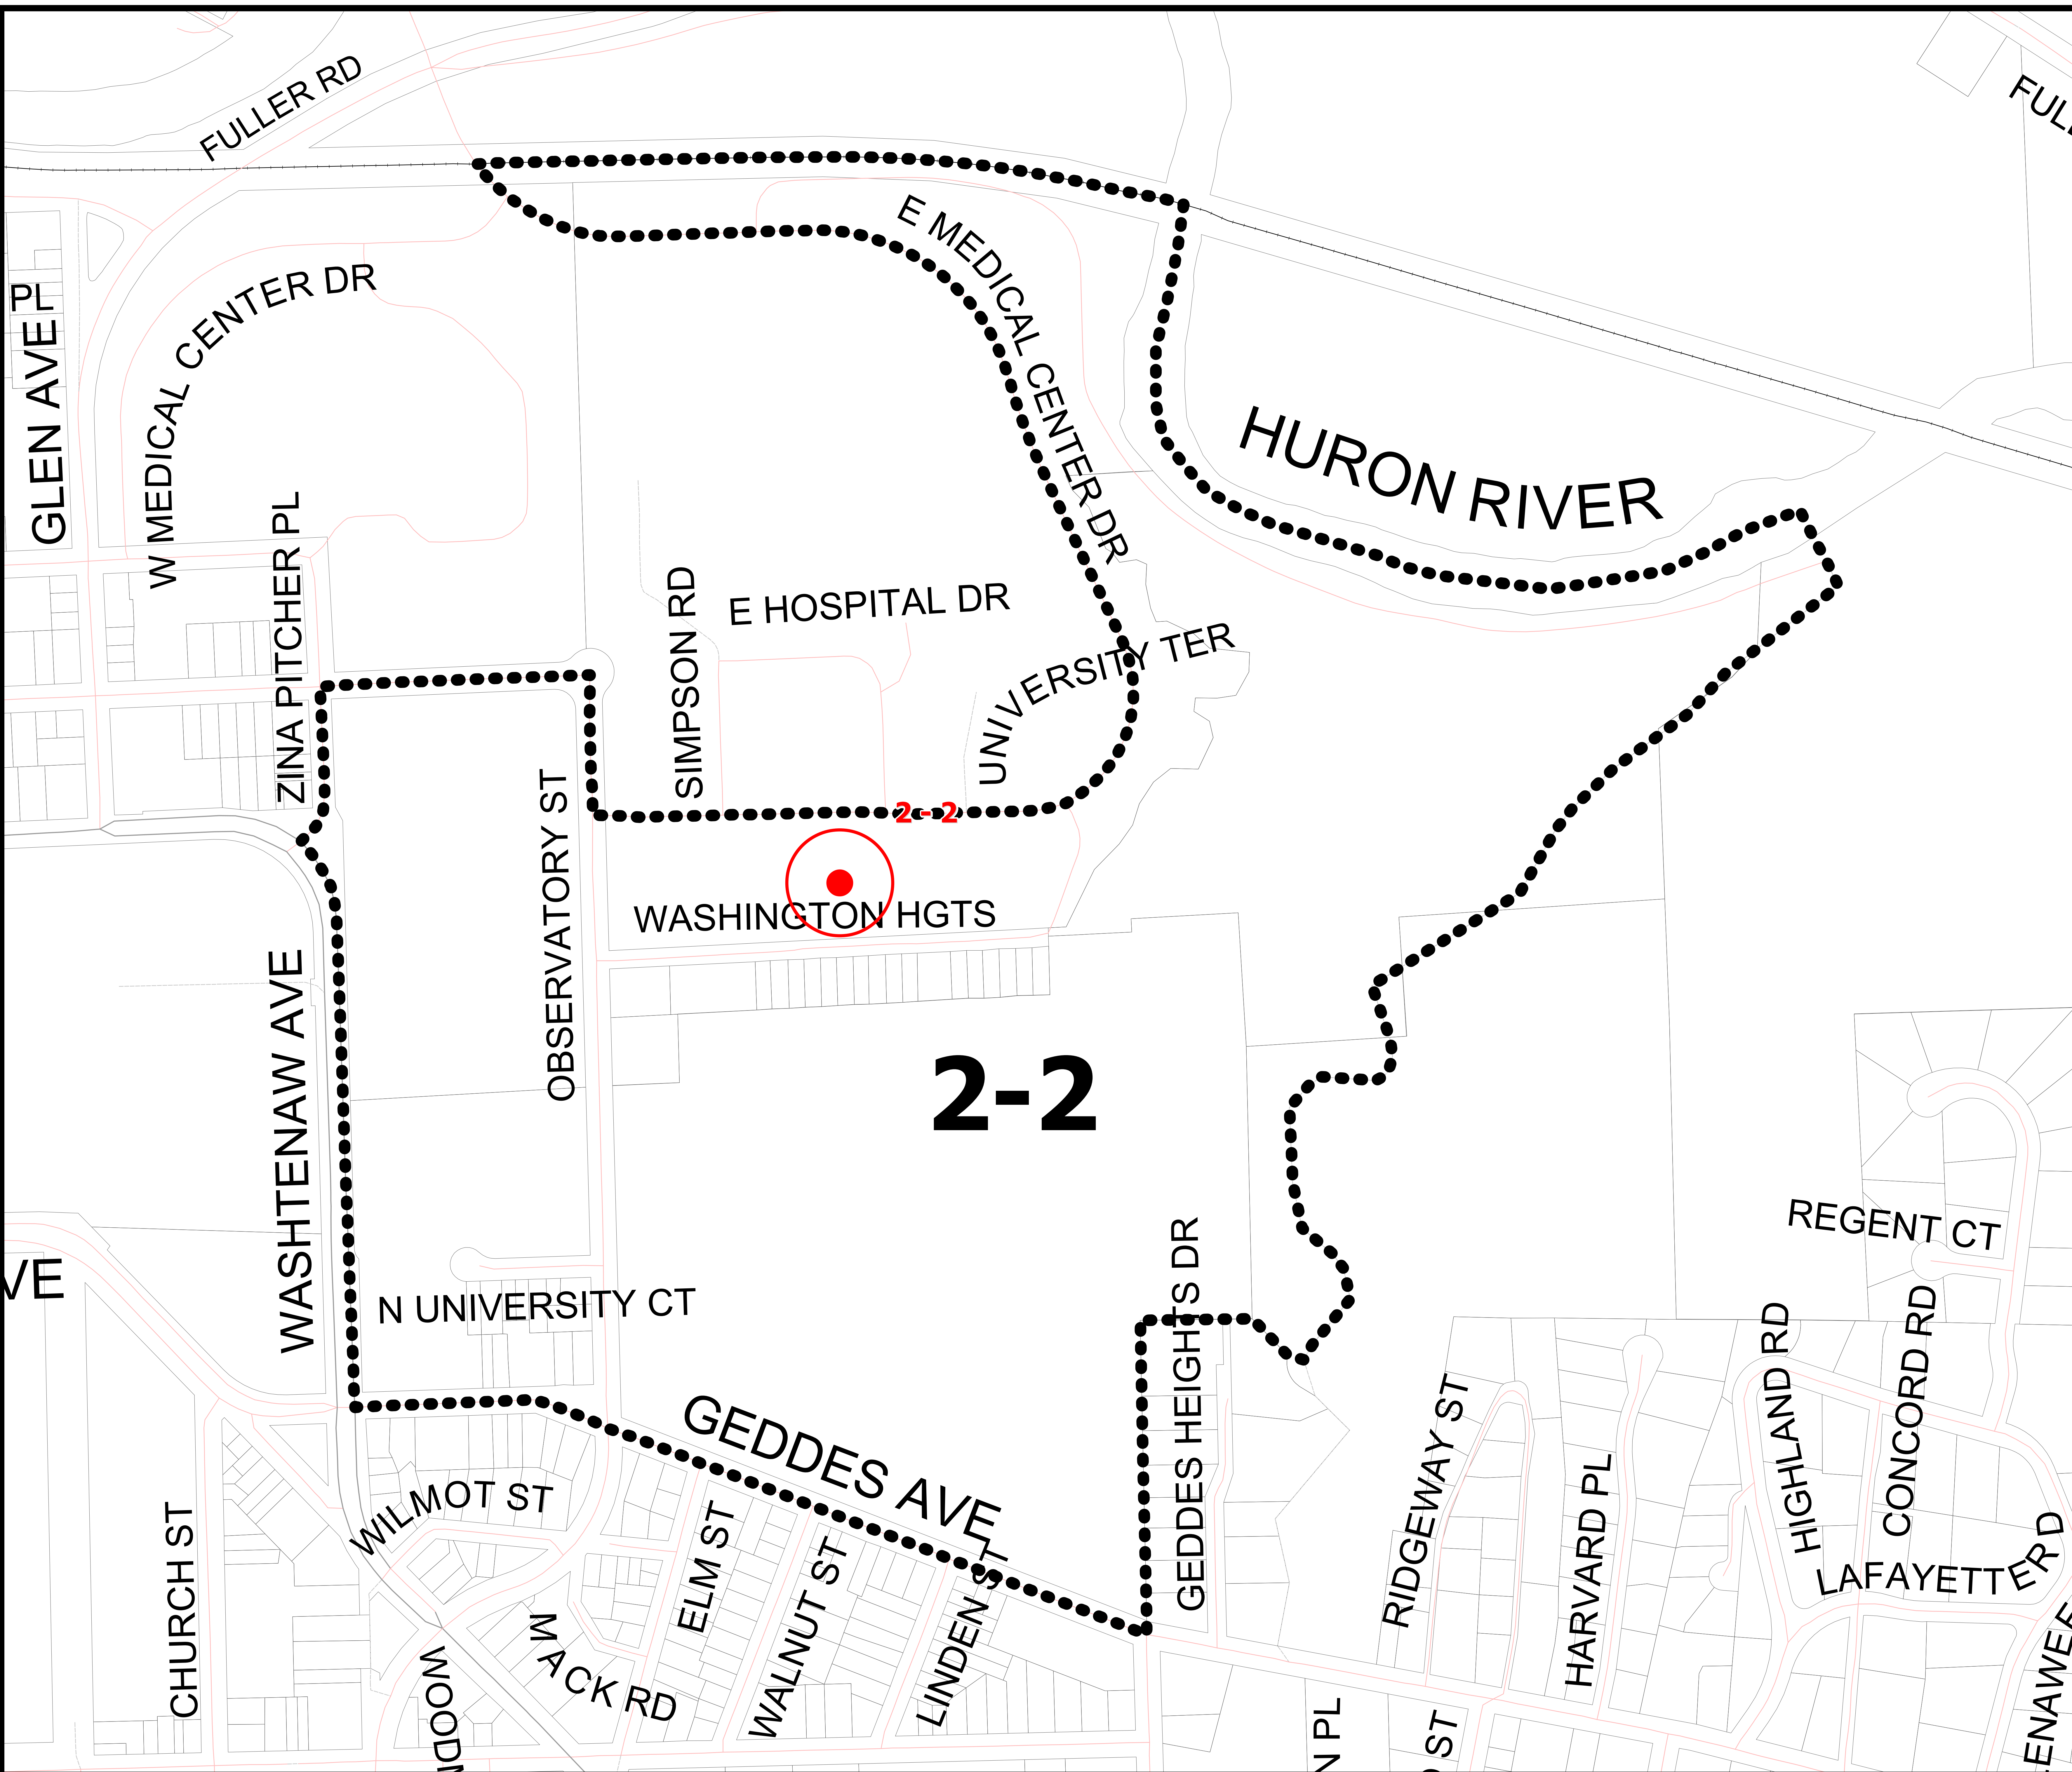 FULLER RD
E MEDICAL CENTER DR
W MEDICAL CENTER DR
PL
GLEN AVE
HURON RIVER
ZINA PITCHER PL
SIMPSON RD
E HOSPITAL DR
UNIVERSITY TER
OBSERVATORY ST
2-2
WASHINGTON HGTS
WASHTENAW AVE
2-2
VE
N UNIVERSITY CT
GEDDES AVE
GEDDES HEIGHTS DR
REGENT CT
HIGHLAND RD
CONCORD RD
RIDGEWAY ST
HARVARD PL
LAFAYETTE RD
WILMOT ST
CHURCH ST
ELM ST
WALNUT ST
LINDEN ST
MACK RD
N PL
ST